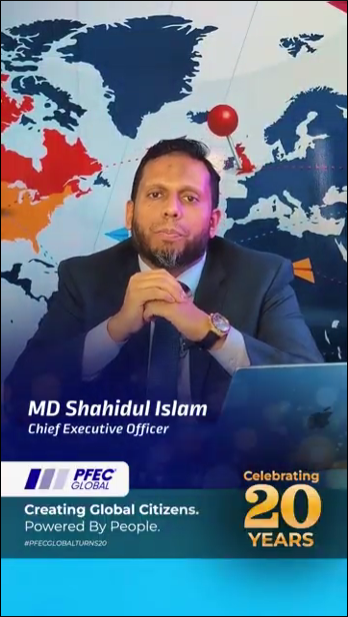 MD Shahidul Islam
Chief Executive Officer
PFEC
GLOBAL
Creating Global Citizens.
Powered By People.
#PFECGLOBALTURNS20
Celebrating
20
YEARS